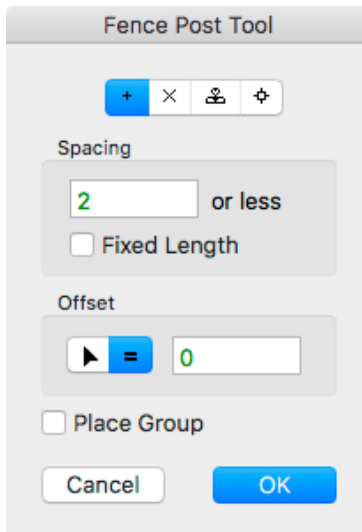 Fence Post Tool
Spacing
2 or less
Fixed Length
Offset
= 0
Place Group
Cancel OK